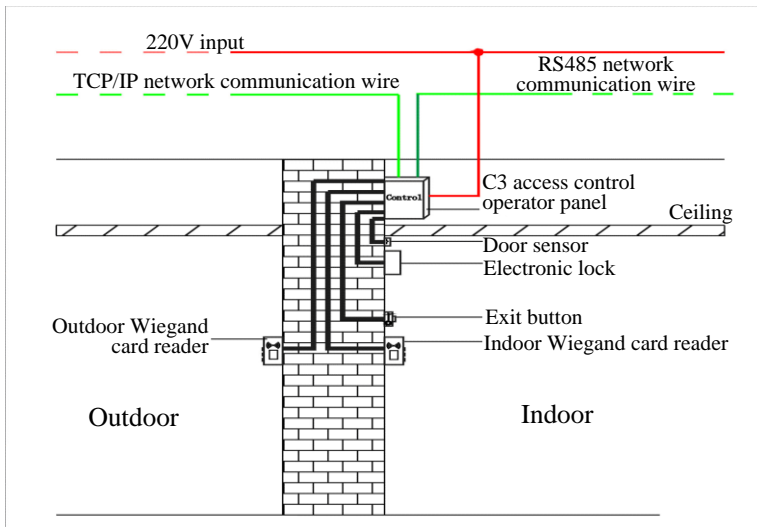 220V input
TCP/IP network communication wire
RS485 network
communication wire
Control
C3 access control
operator panel
Ceiling
Door sensor
Electronic lock
Exit button
Outdoor Wiegand
card reader
Indoor Wiegand card reader
Outdoor
Indoor